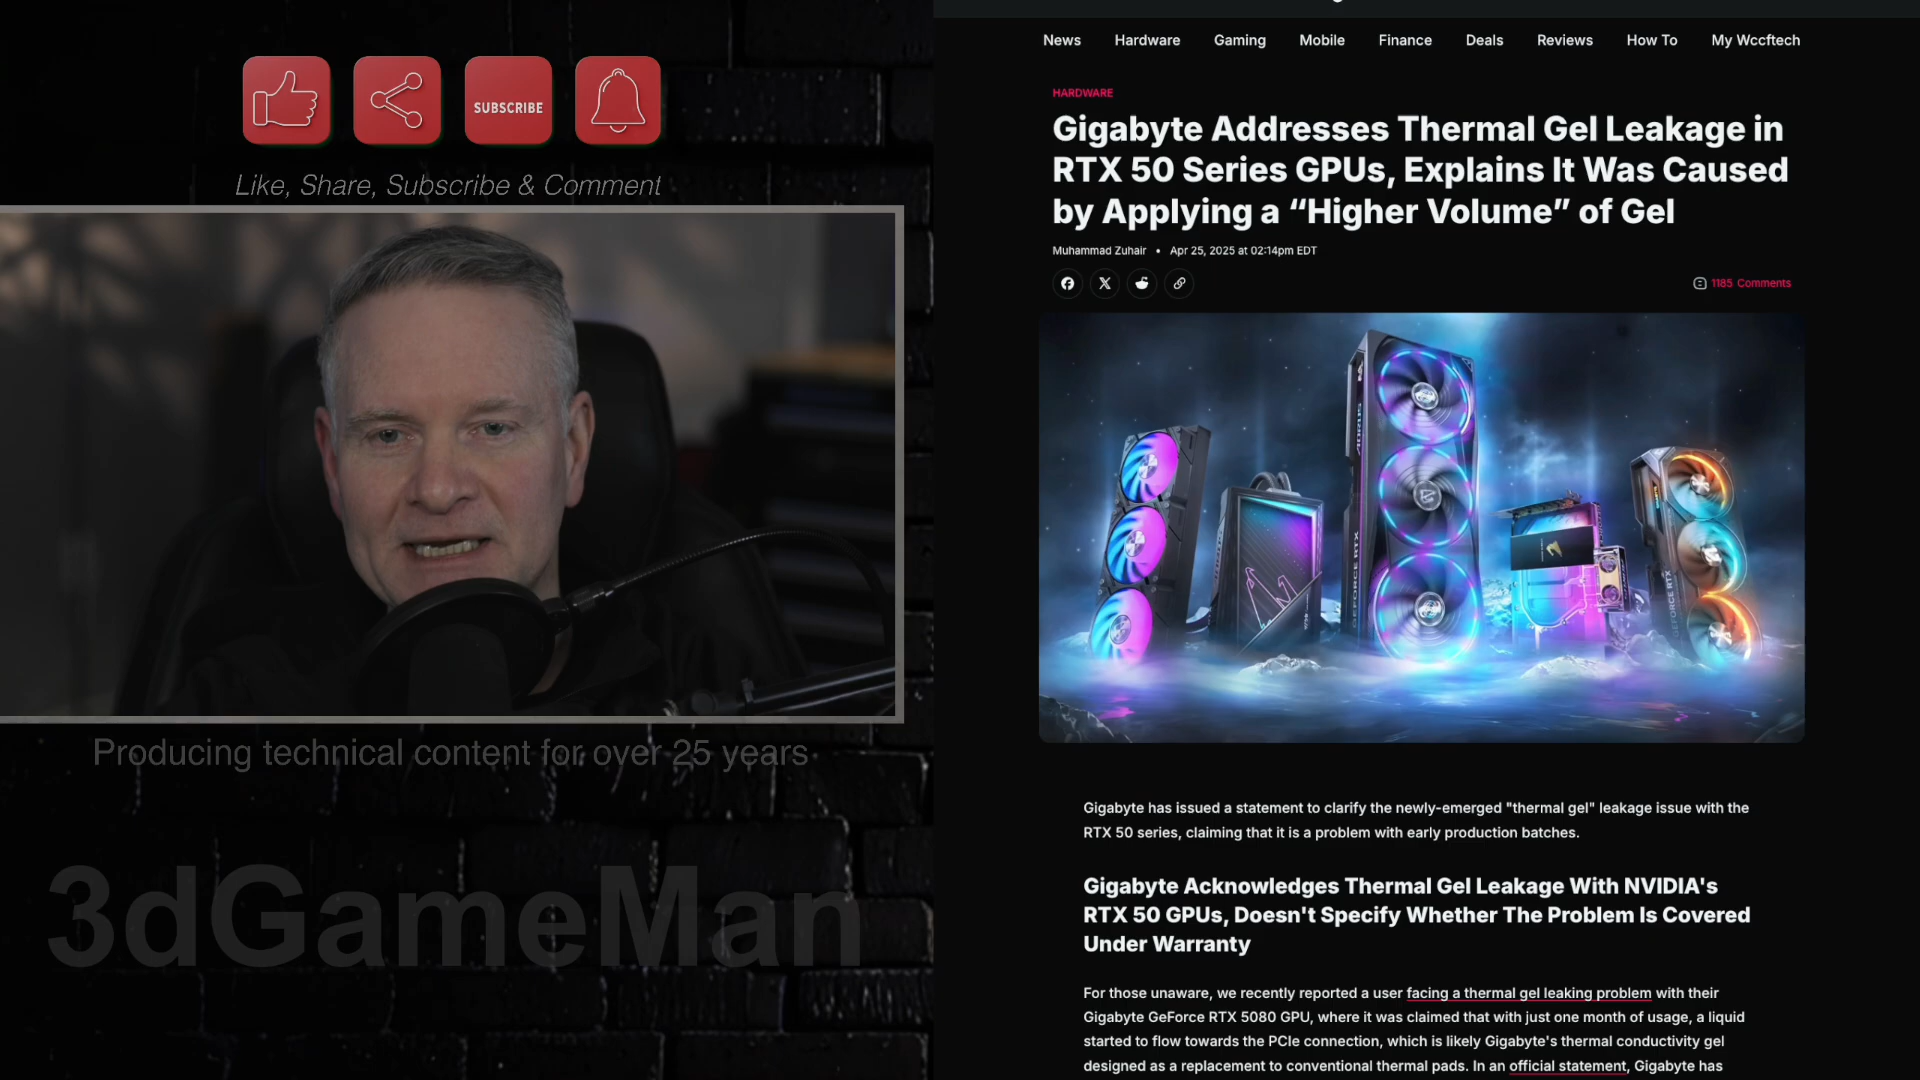 SUBSCRIBE
Like, Share, Subscribe & Comment
Producing technical content for over 25 years
3dGameMan
News Hardware Gaming Mobile Finance Deals Reviews How To My Wccftech
HARDWARE
Gigabyte Addresses Thermal Gel Leakage in
RTX 50 Series GPUs, Explains It Was Caused
by Applying a “Higher Volume” of Gel
Muhammad Zuhair • Apr 25, 2025 at 02:14pm EDT
1185 Comments
AORUS
GEFORCE RTX
GEFORCE RTX
Gigabyte has issued a statement to clarify the newly-emerged "thermal gel" leakage issue with the
RTX 50 series, claiming that it is a problem with early production batches.
Gigabyte Acknowledges Thermal Gel Leakage With NVIDIA's
RTX 50 GPUs, Doesn't Specify Whether The Problem Is Covered
Under Warranty
For those unaware, we recently reported a user facing a thermal gel leaking problem with their
Gigabyte GeForce RTX 5080 GPU, where it was claimed that with just one month of usage, a liquid
started to flow towards the PCIe connection, which is likely Gigabyte's thermal conductivity gel
designed as a replacement to conventional thermal pads. In an official statement, Gigabyte has